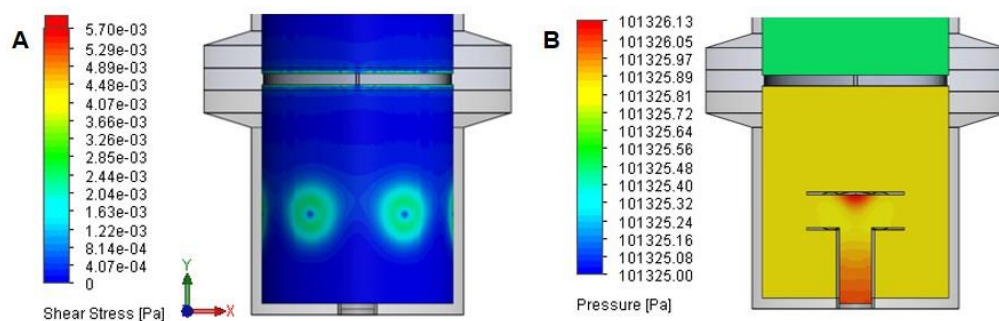 A
5.70e-03
5.29e-03
4.89e-03
4.48e-03
4.07e-03
3.66e-03
3.26e-03
2.85e-03
2.44e-03
2.04e-03
1.63e-03
1.22e-03
8.14e-04
4.07e-04
0
Shear Stress [Pa]
Y
X
B
101326.13
101326.05
101325.97
101325.89
101325.81
101325.72
101325.64
101325.56
101325.48
101325.40
101325.32
101325.24
101325.16
101325.08
101325.00
Pressure [Pa]